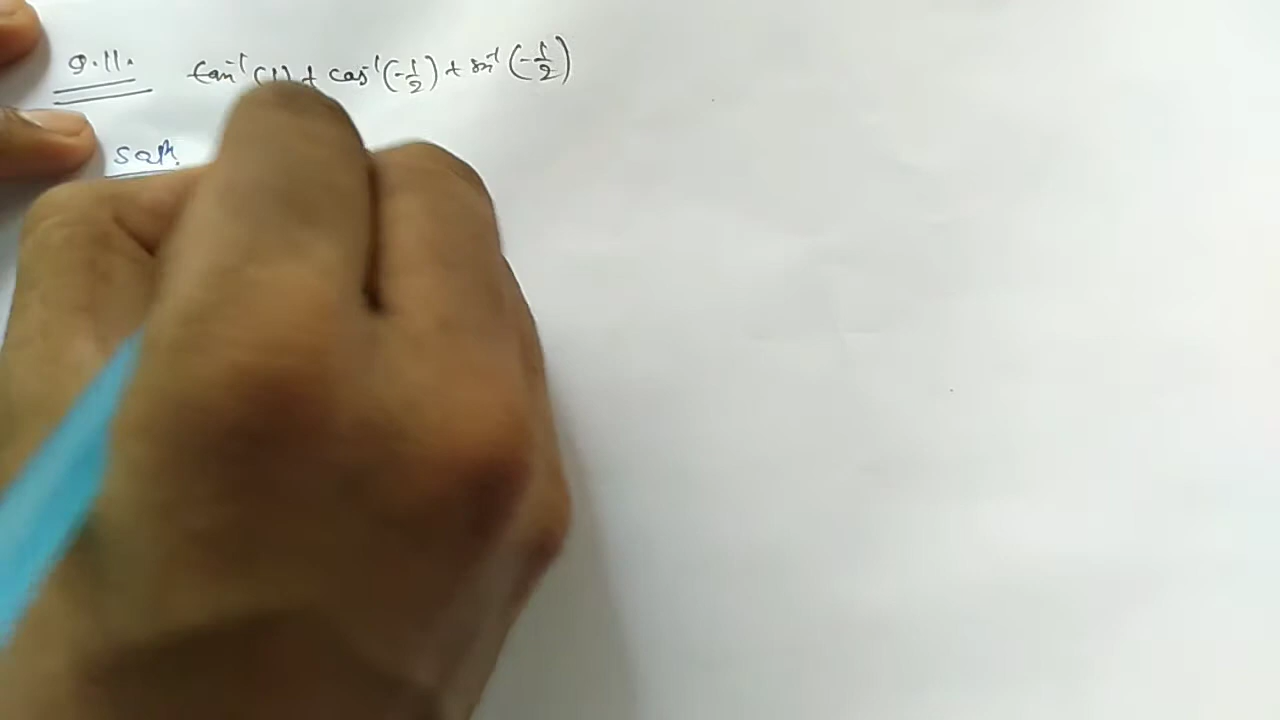 Q.11. tan⁻¹(1) + cos⁻¹(-1/2) + sin⁻¹(-1/2)
Solⁿ.